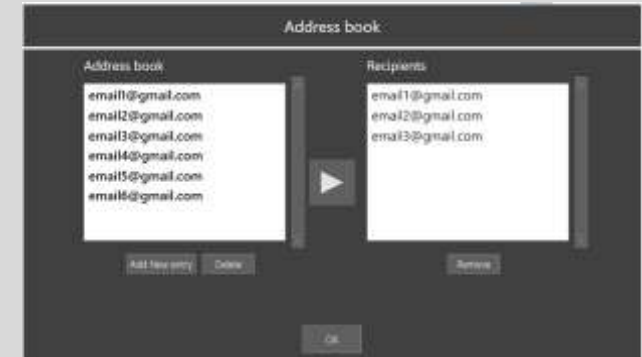 Address book
Address book
email1@gmail.com
email2@gmail.com
email3@gmail.com
email4@gmail.com
email5@gmail.com
email6@gmail.com
Add New entry
Delete
Recipients
email1@gmail.com
email2@gmail.com
email3@gmail.com
Remove
OK